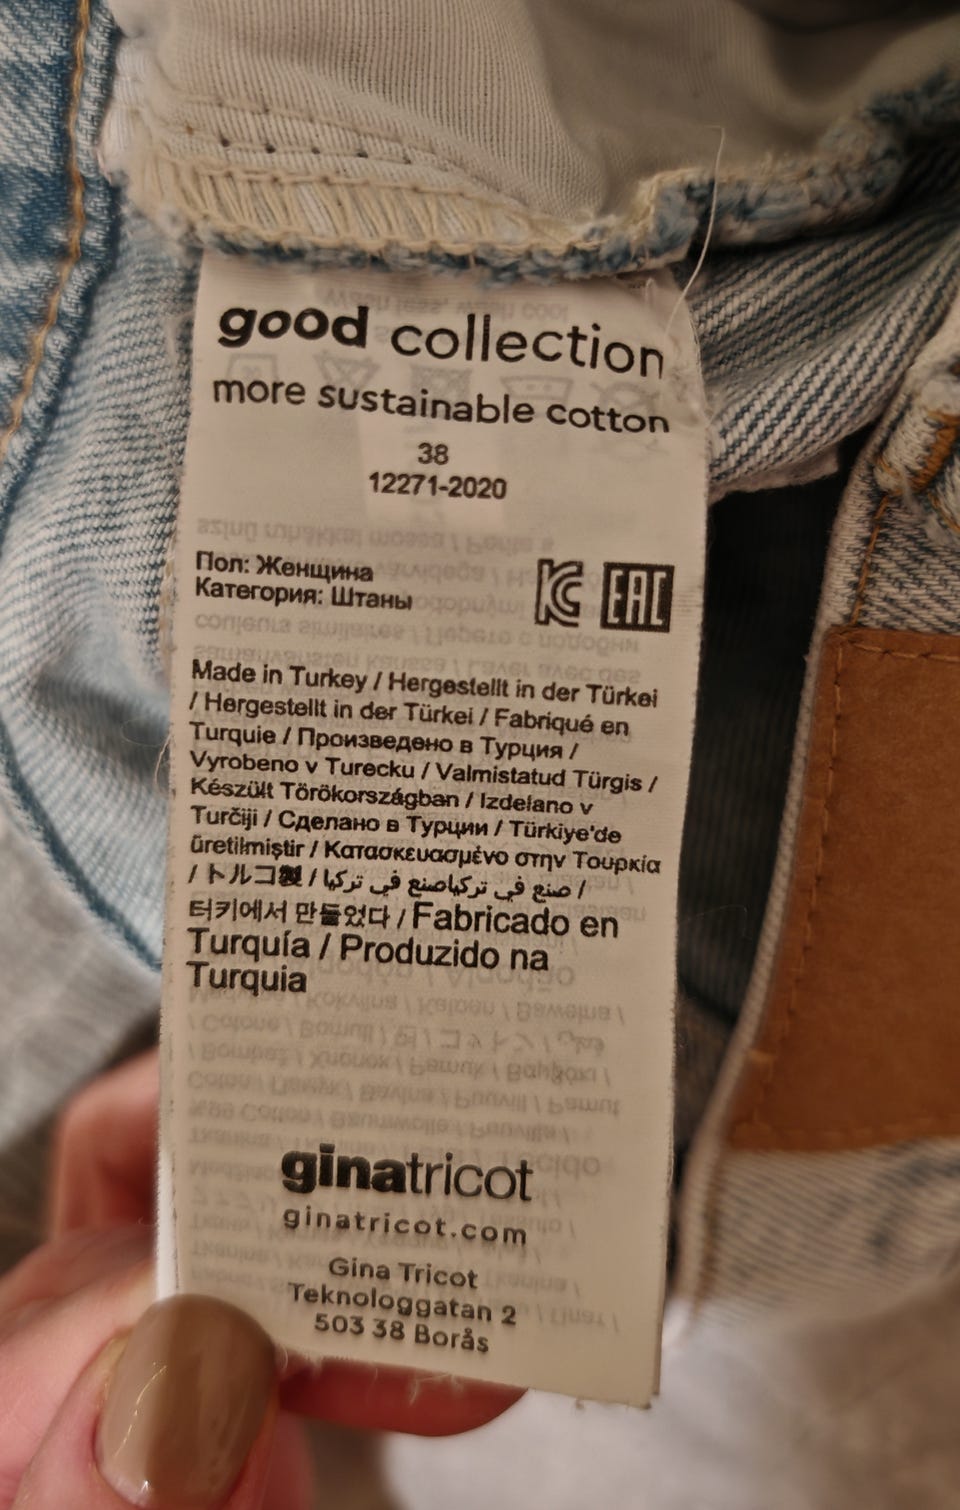 good collection
more sustainable cotton
38
12271-2020
Пол: Женщина
Категория: Штаны
EAC
Made in Turkey / Hergestellt in der Türkei
/ Hergestellt in der Türkei / Fabriqué en
Turquie / Произведено в Турция /
Vyrobeno v Turecku / Valmistatud Türgis /
Készült Törökországban / Izdelano v
Turčiji / Сделано в Турции / Türkiye'de
üretilmiştir / Κατασκευασμένο στην Τουρκία
/ トルコ製 / صنع في تركياصنع في تركيا /
터키에서 만들었다 / Fabricado en
Turquía / Produzido na
Turquia
ginatricot
ginatricot.com
Gina Tricot
Teknologgatan 2
503 38 Borås